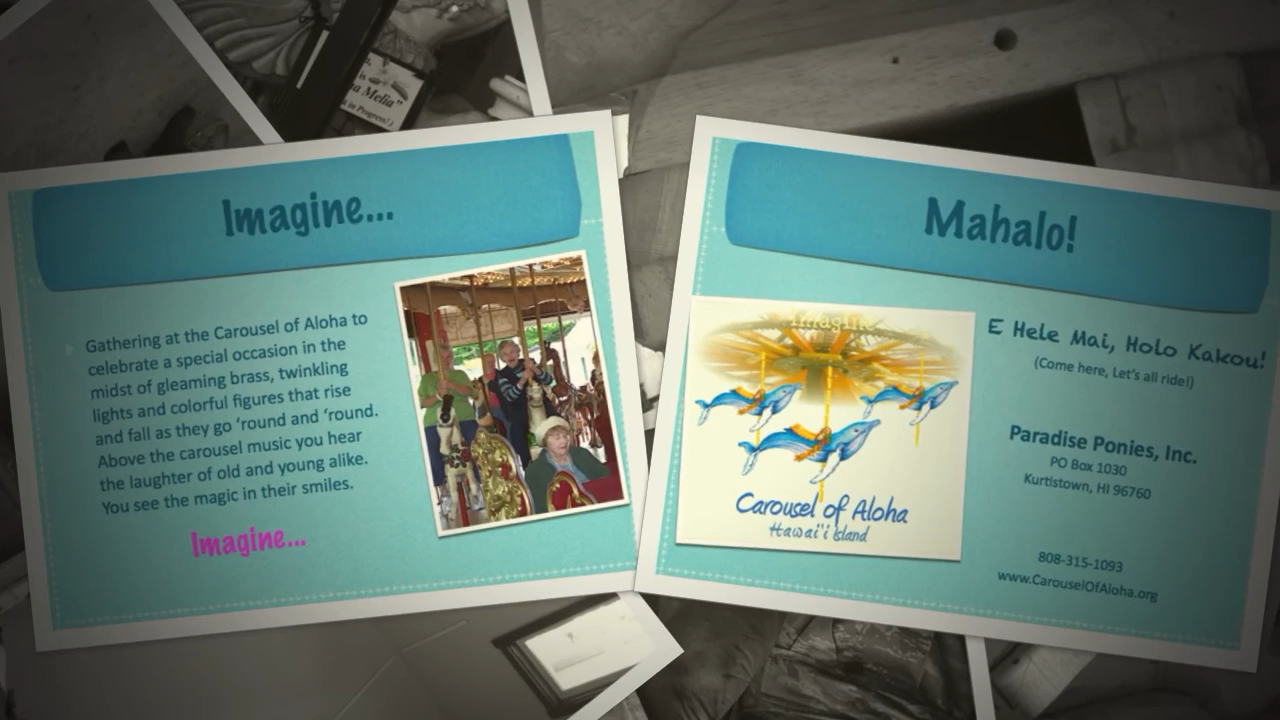 a Melia"
in Progress!)
Imagine...
Gathering at the Carousel of Aloha to
celebrate a special occasion in the
midst of gleaming brass, twinkling
lights and colorful figures that rise
and fall as they go 'round and 'round.
Above the carousel music you hear
the laughter of old and young alike.
You see the magic in their smiles.
Imagine...
Mahalo!
Imagine
Carousel of Aloha
Hawai'i Island
E Hele Mai, Holo Kakou!
(Come here, Let's all ride!)
Paradise Ponies, Inc.
PO Box 1030
Kurtistown, HI 96760
808-315-1093
www.CarouselOfAloha.org